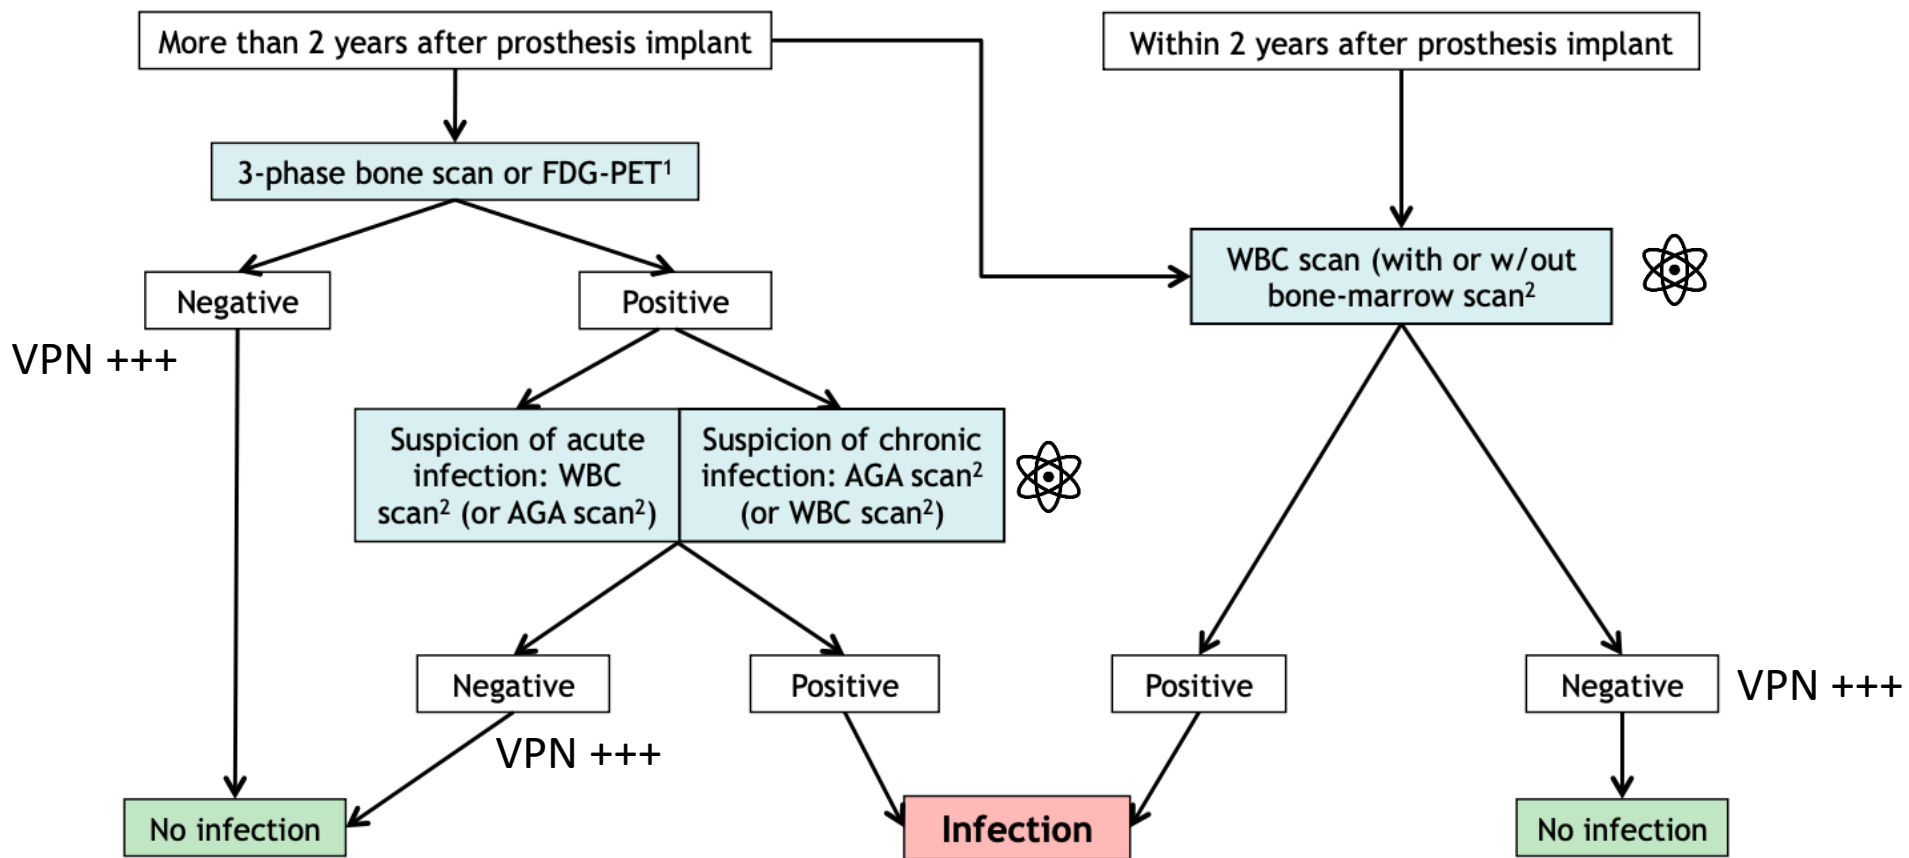 More than 2 years after prosthesis implant
Within 2 years after prosthesis implant
3-phase bone scan or FDG-PET¹
WBC scan (with or w/out
bone-marrow scan²
Negative
Positive
VPN +++
Suspicion of acute
infection: WBC
scan² (or AGA scan²)
Suspicion of chronic
infection: AGA scan²
(or WBC scan²)
Negative
Positive
Positive
Negative
VPN +++
VPN +++
No infection
Infection
No infection